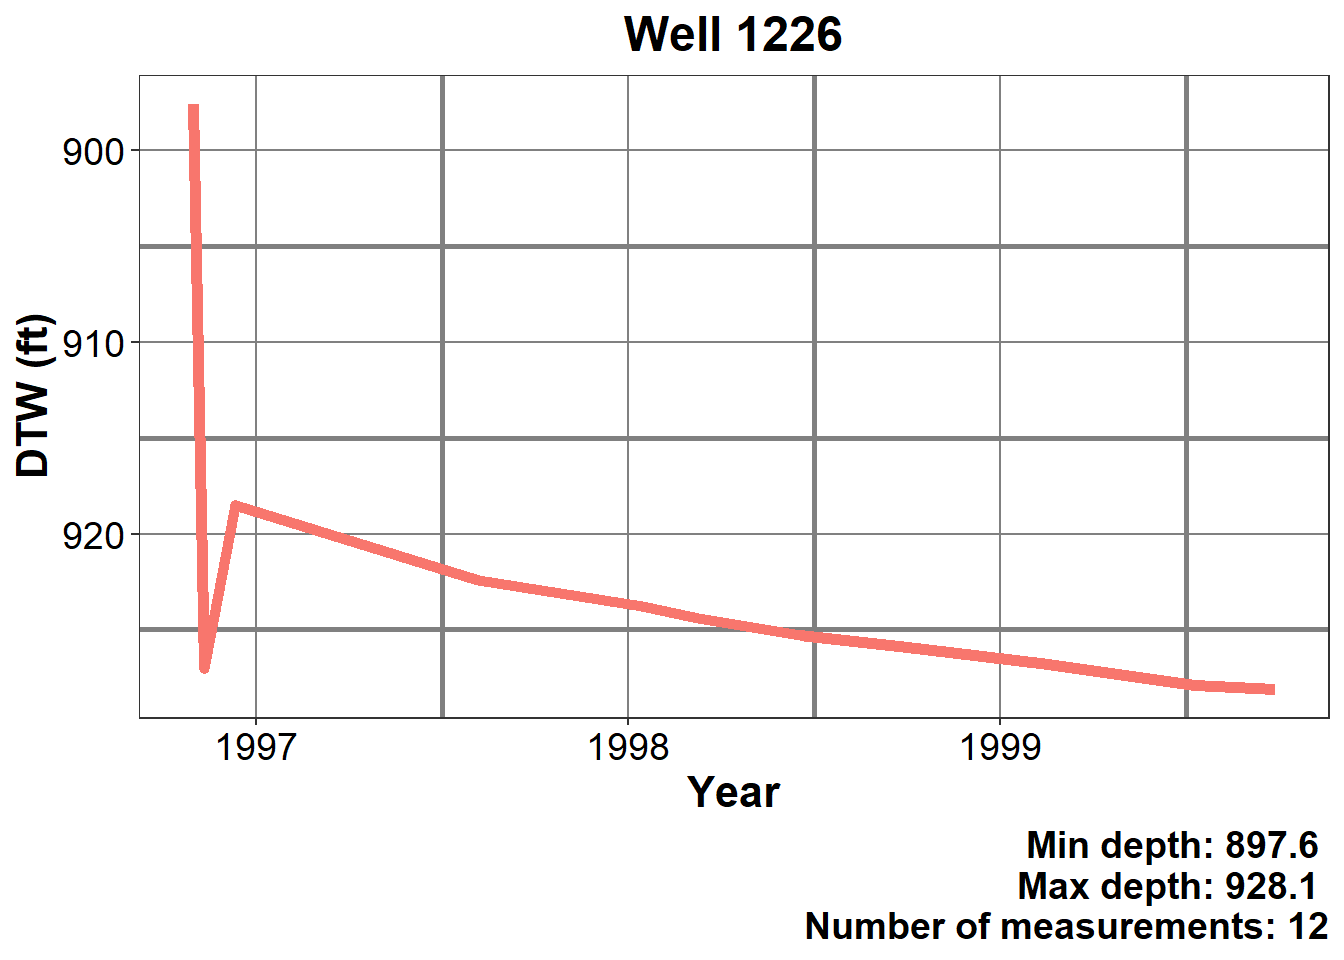 Well 1226
DTW (ft)
900
910
920
1997
1998
1999
Year
Min depth: 897.6
Max depth: 928.1
Number of measurements: 12